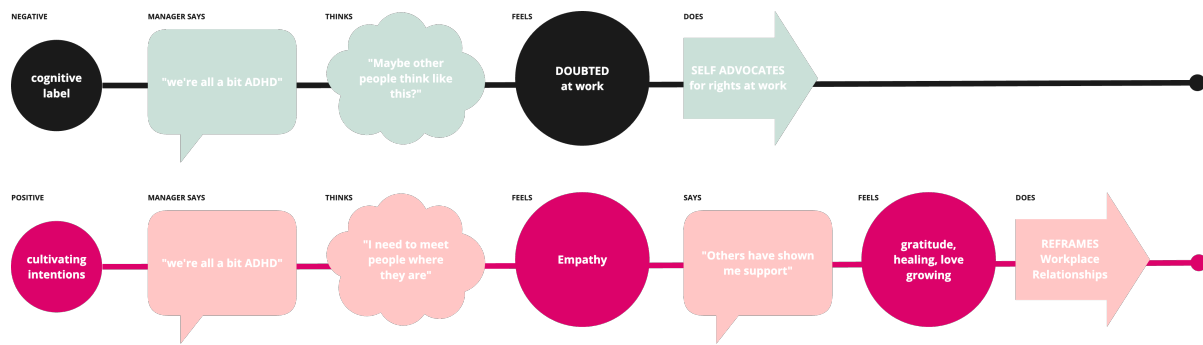 NEGATIVE
MANAGER SAYS
THINKS
FEELS
DOES
cognitive
label
"we're all a bit ADHD"
"Maybe other
people think like
this?"
DOUBTED
at work
SELF ADVOCATES
for rights at work
POSITIVE
MANAGER SAYS
THINKS
FEELS
SAYS
FEELS
DOES
cultivating
intentions
"we're all a bit ADHD"
"I need to meet
people where
they are"
Empathy
"Others have shown
me support"
gratitude,
healing, love
growing
REFRAMES
Workplace
Relationships